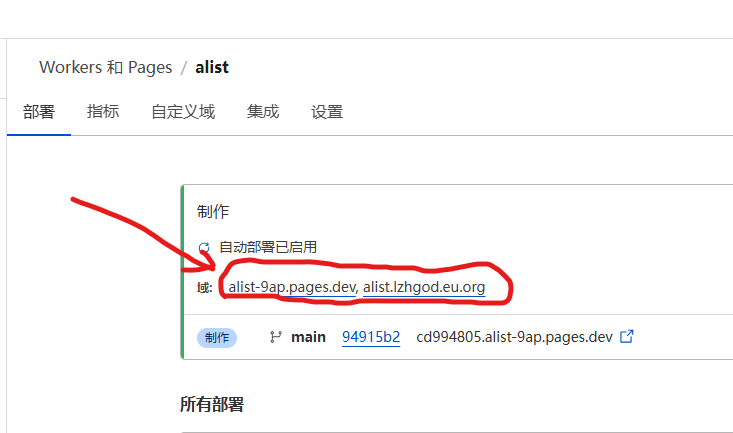 Workers 和 Pages / alist
部署 指标 自定义域 集成 设置
制作
自动部署已启用
域: alist-9ap.pages.dev, alist.lzhgod.eu.org
制作 main 94915b2 cd994805.alist-9ap.pages.dev
所有部署